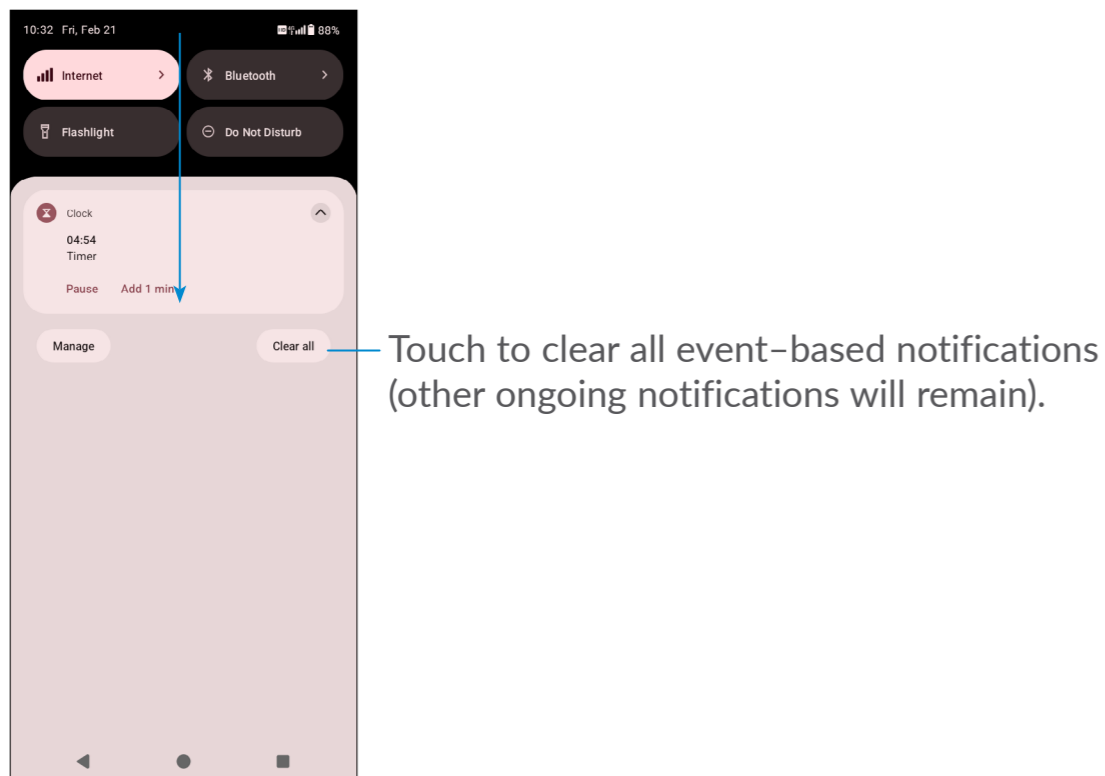 10:32 Fri, Feb 21 88%
Internet Bluetooth
Flashlight Do Not Disturb
Clock
04:54
Timer
Pause Add 1 min
Manage Clear all
Touch to clear all event–based notifications
(other ongoing notifications will remain).